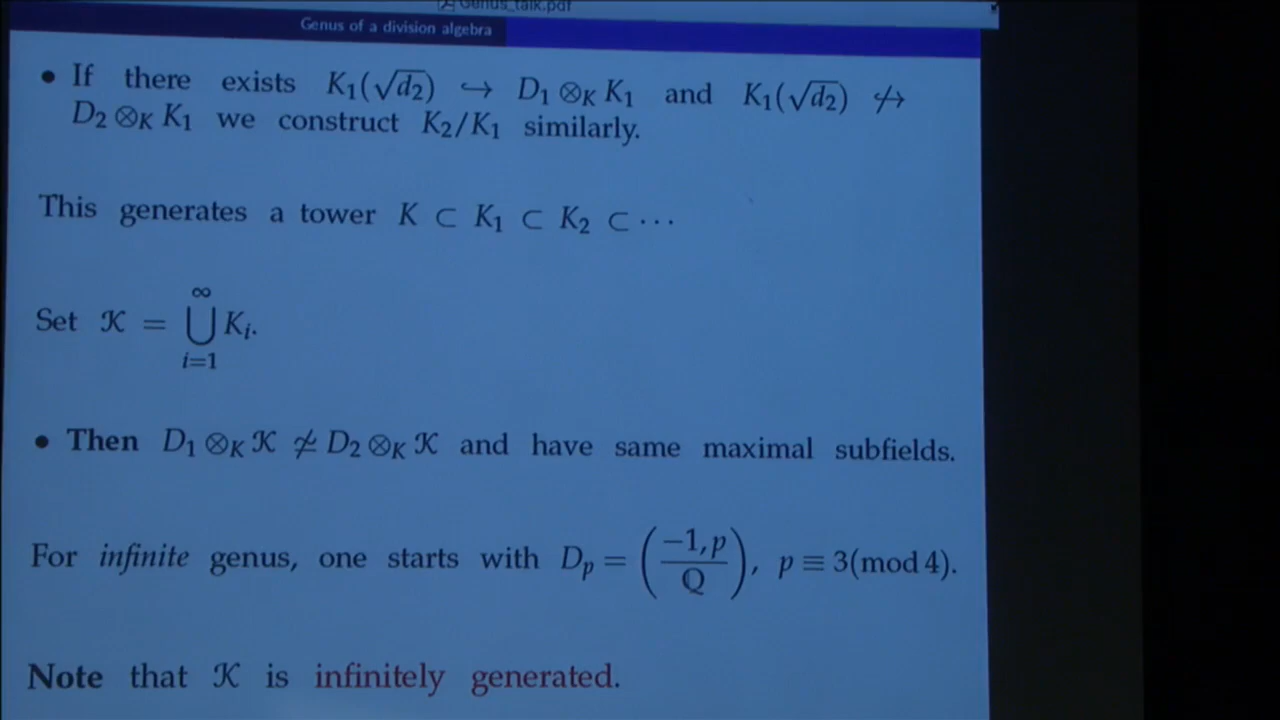 Genus_talk.pdf
Genus of a division algebra
• If there exists K₁(√d₂) ↪ D₁ ⊗_K K₁ and K₁(√d₂) ↪̸
D₂ ⊗_K K₁ we construct K₂/K₁ similarly.
This generates a tower K ⊂ K₁ ⊂ K₂ ⊂ ⋯
Set 𝒦 = ⋃_{i=1}^{∞} K_i.
• Then D₁ ⊗_K 𝒦 ≄ D₂ ⊗_K 𝒦 and have same maximal subfields.
For infinite genus, one starts with D_p = (−1, p / ℚ), p ≡ 3(mod 4).
Note that 𝒦 is infinitely generated.